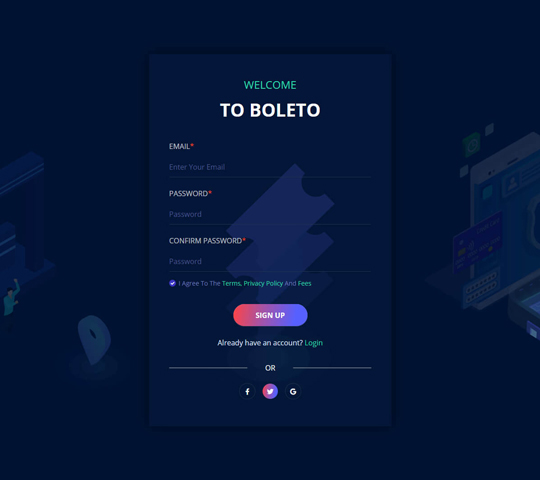 WELCOME
TO BOLETO
EMAIL*
Enter Your Email
PASSWORD*
Password
CONFIRM PASSWORD*
Password
I Agree To The Terms, Privacy Policy And Fees
SIGN UP
Already have an account? Login
OR